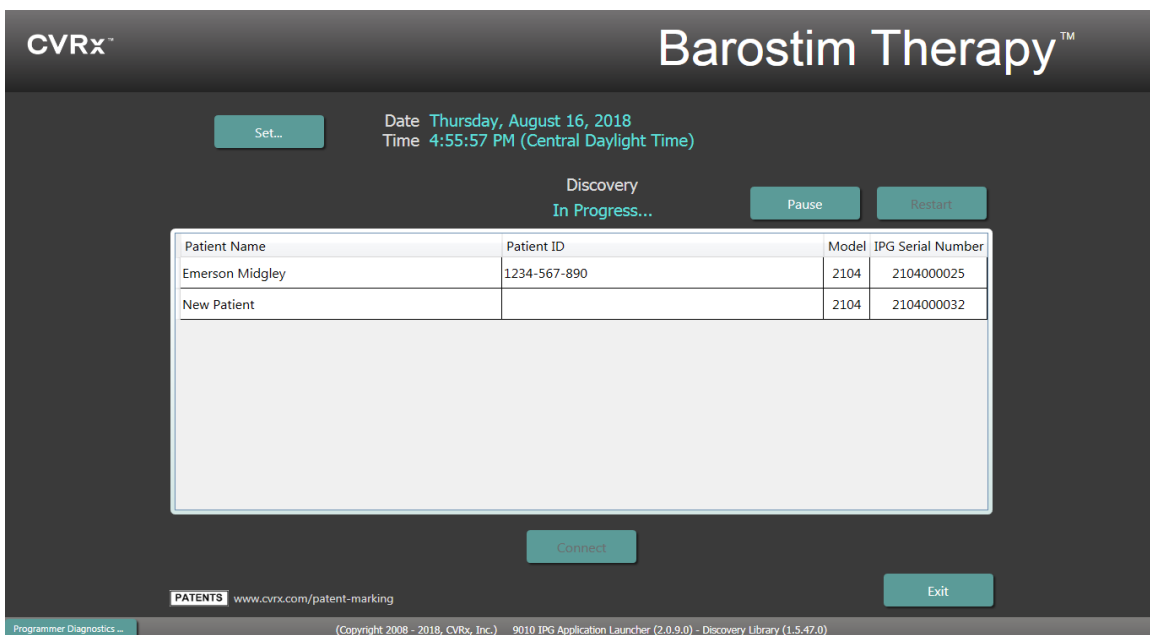 CVRx™
Barostim Therapy™
Set...
Date Thursday, August 16, 2018
Time 4:55:57 PM (Central Daylight Time)
Discovery
In Progress...
Pause
Restart
Patient Name Patient ID Model IPG Serial Number
Emerson Midgley 1234-567-890 2104 2104000025
New Patient 2104 2104000032
Connect
Exit
PATENTS www.cvrx.com/patent-marking
Programmer Diagnostics ...
(Copyright 2008 - 2018, CVRx, Inc.) 9010 IPG Application Launcher (2.0.9.0) - Discovery Library (1.5.47.0)